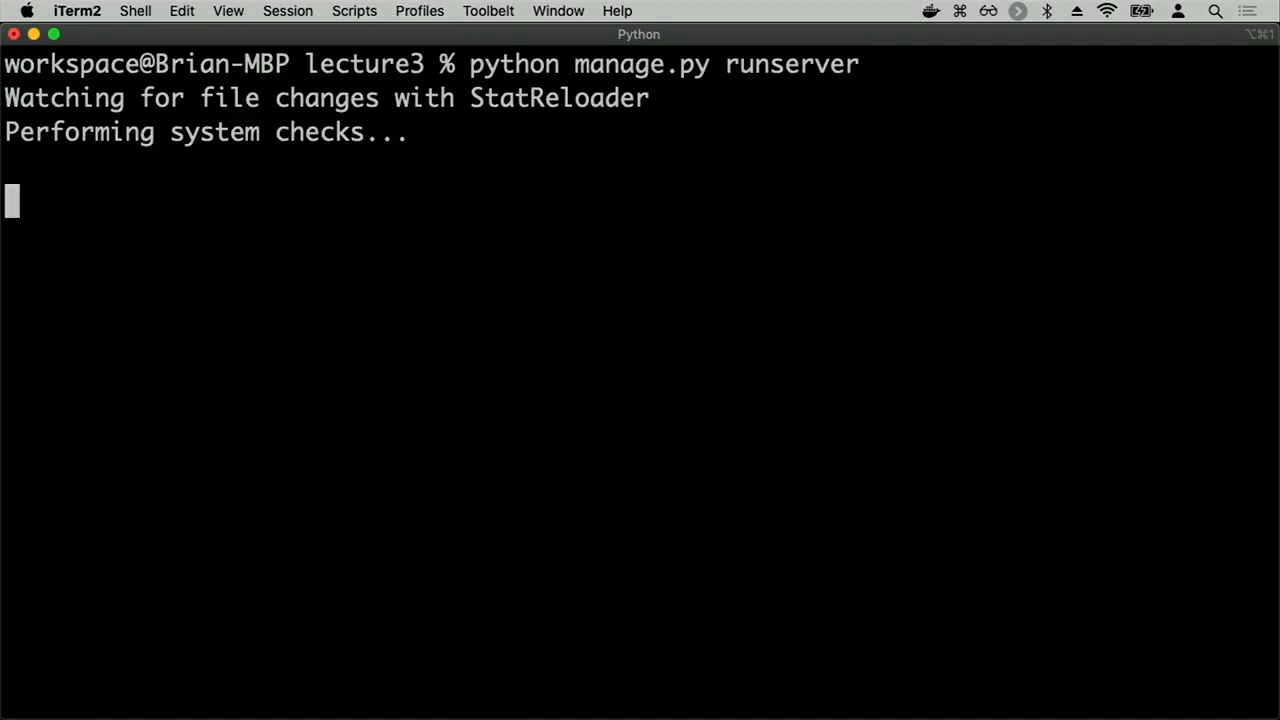 iTerm2 Shell Edit View Session Scripts Profiles Toolbelt Window Help
Python
⌥⌘1
workspace@Brian-MBP lecture3 % python manage.py runserver
Watching for file changes with StatReloader
Performing system checks...